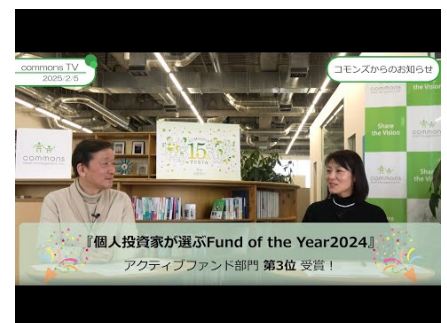 commons TV
2025/2/5
コモンズからのお知らせ
commons
15
Share
the Vision
the Vision
commons
『個人投資家が選ぶFund of the Year2024』
アクティブファンド部門 第3位 受賞！